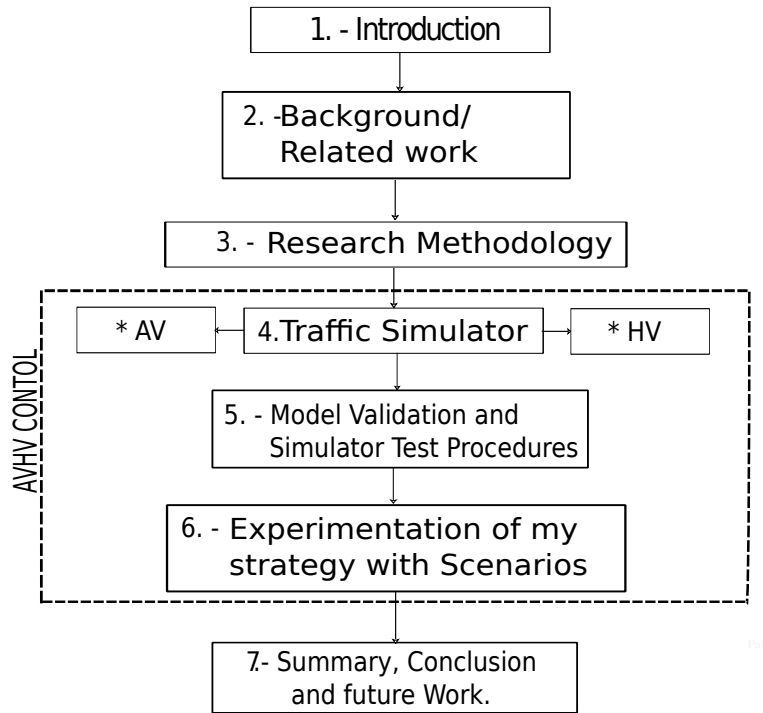 1. - Introduction
2. -Background/
Related work
3. - Research Methodology
* AV
4.Traffic Simulator
* HV
AVHV CONTOL
5. - Model Validation and
Simulator Test Procedures
6. - Experimentation of my
strategy with Scenarios
7.- Summary, Conclusion
and future Work.